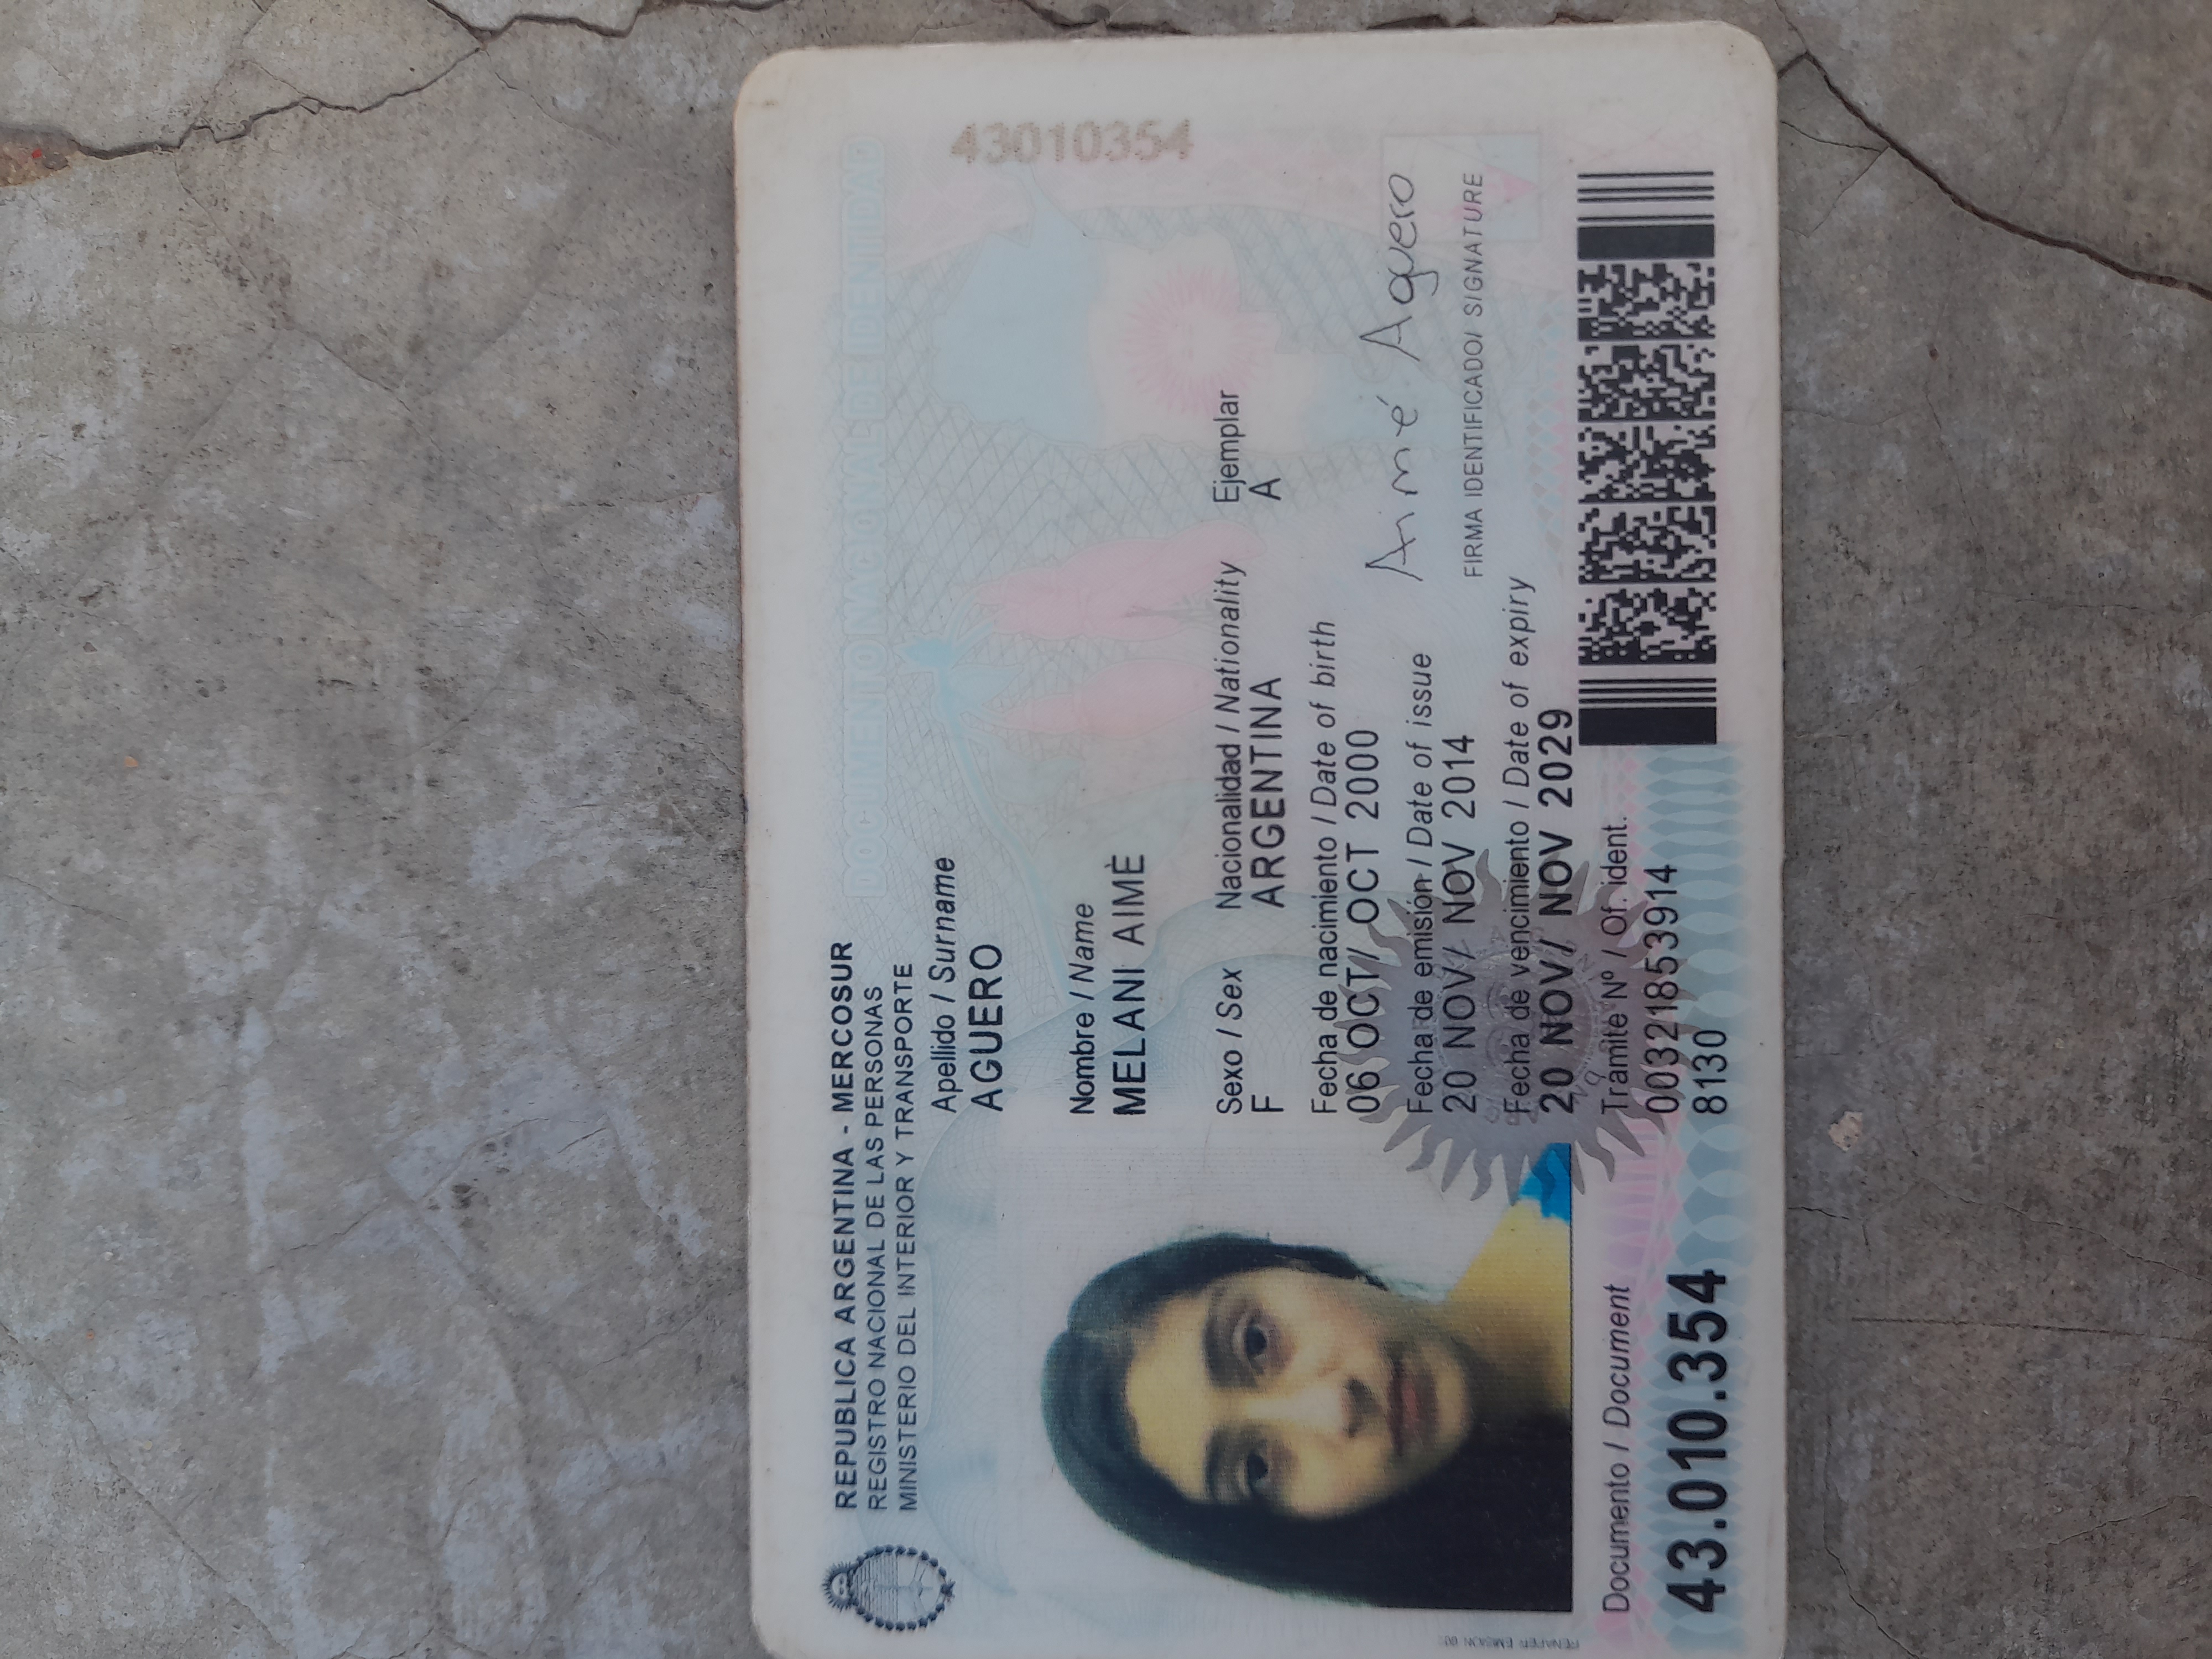 REPUBLICA ARGENTINA - MERCOSUR
REGISTRO NACIONAL DE LAS PERSONAS
MINISTERIO DEL INTERIOR Y TRANSPORTE
DOCUMENTO NACIONAL DE IDENTIDAD
Apellido / Surname
AGUERO
Nombre / Name
MELANI AIMÈ
Sexo / Sex Nacionalidad / Nationality Ejemplar
F ARGENTINA A
Fecha de nacimiento / Date of birth
06 OCT/ OCT 2000
Fecha de emisión / Date of issue
20 NOV/ NOV 2014
Fecha de vencimiento / Date of expiry
20 NOV/ NOV 2029
Aimé Agüero
FIRMA IDENTIFICADO/ SIGNATURE
Documento / Document
43.010.354
Trámite Nº / Of. ident.
00321853914
8130
43010354